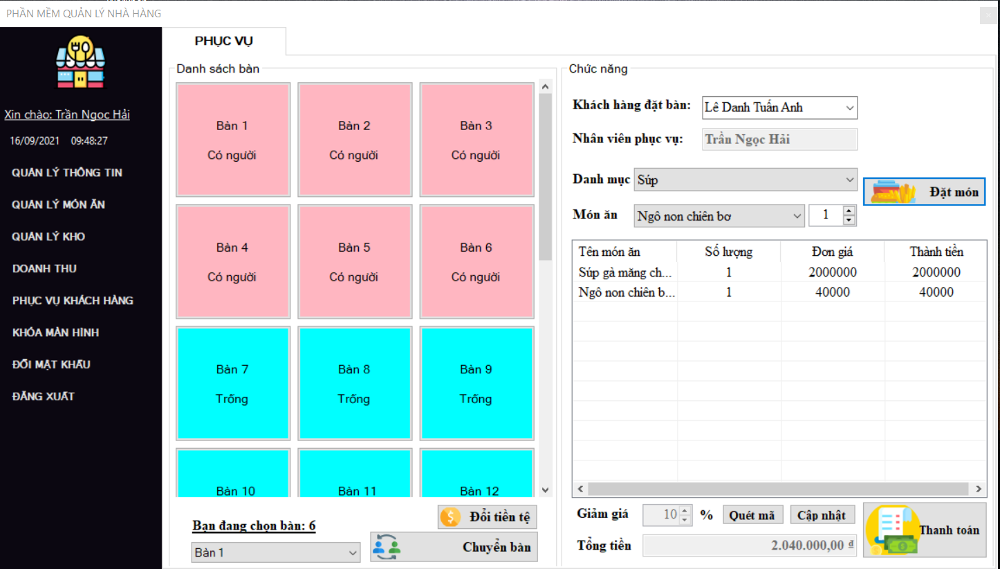 PHẦN MỀM QUẢN LÝ NHÀ HÀNG
Xin chào: Trần Ngọc Hải
16/09/2021 09:48:27
QUẢN LÝ THÔNG TIN
QUẢN LÝ MÓN ĂN
QUẢN LÝ KHO
DOANH THU
PHỤC VỤ KHÁCH HÀNG
KHÓA MÀN HÌNH
ĐỔI MẬT KHẨU
ĐĂNG XUẤT
PHỤC VỤ
Danh sách bàn
Bàn 1
Có người
Bàn 2
Có người
Bàn 3
Có người
Bàn 4
Có người
Bàn 5
Có người
Bàn 6
Có người
Bàn 7
Trống
Bàn 8
Trống
Bàn 9
Trống
Bàn 10
Bàn 11
Bàn 12
Bạn đang chọn bàn: 6
Bàn 1
Đổi tiền tệ
Chuyển bàn
Chức năng
Khách hàng đặt bàn: Lê Danh Tuấn Anh
Nhân viên phục vụ: Trần Ngọc Hải
Danh mục Súp
Món ăn Ngô non chiên bơ 1
Đặt món
Tên món ăn Số lượng Đơn giá Thành tiền
Súp gà măng ch... 1 2000000 2000000
Ngô non chiên b... 1 40000 40000
Giảm giá 10 % Quét mã Cập nhật
Tổng tiền 2.040.000,00 ₫
Thanh toán